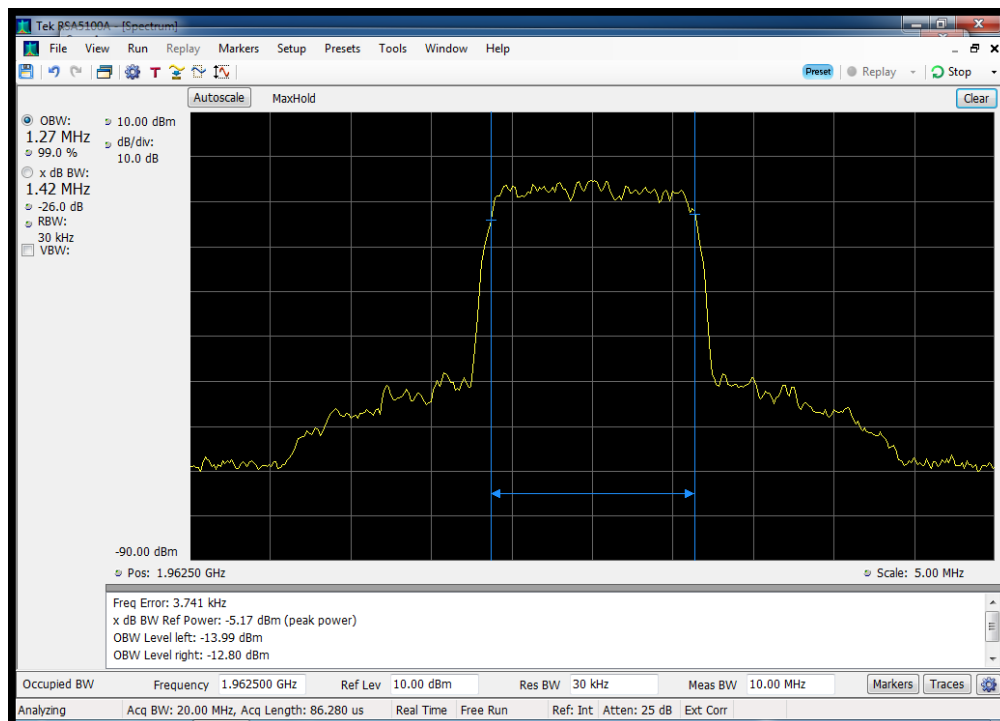 Tek RSA5100A - [Spectrum]
File View Run Replay Markers Setup Presets Tools Window Help
T Preset Replay Stop
Autoscale MaxHold Clear
OBW:
1.27 MHz
99.0 %
x dB BW:
1.42 MHz
-26.0 dB
RBW:
30 kHz
VBW:
10.00 dBm
dB/div:
10.0 dB
-90.00 dBm
Pos: 1.96250 GHz Scale: 5.00 MHz
Freq Error: 3.741 kHz
x dB BW Ref Power: -5.17 dBm (peak power)
OBW Level left: -13.99 dBm
OBW Level right: -12.80 dBm
Occupied BW Frequency 1.962500 GHz Ref Lev 10.00 dBm Res BW 30 kHz Meas BW 10.00 MHz Markers Traces
Analyzing Acq BW: 20.00 MHz, Acq Length: 86.280 us Real Time Free Run Ref: Int Atten: 25 dB Ext Corr